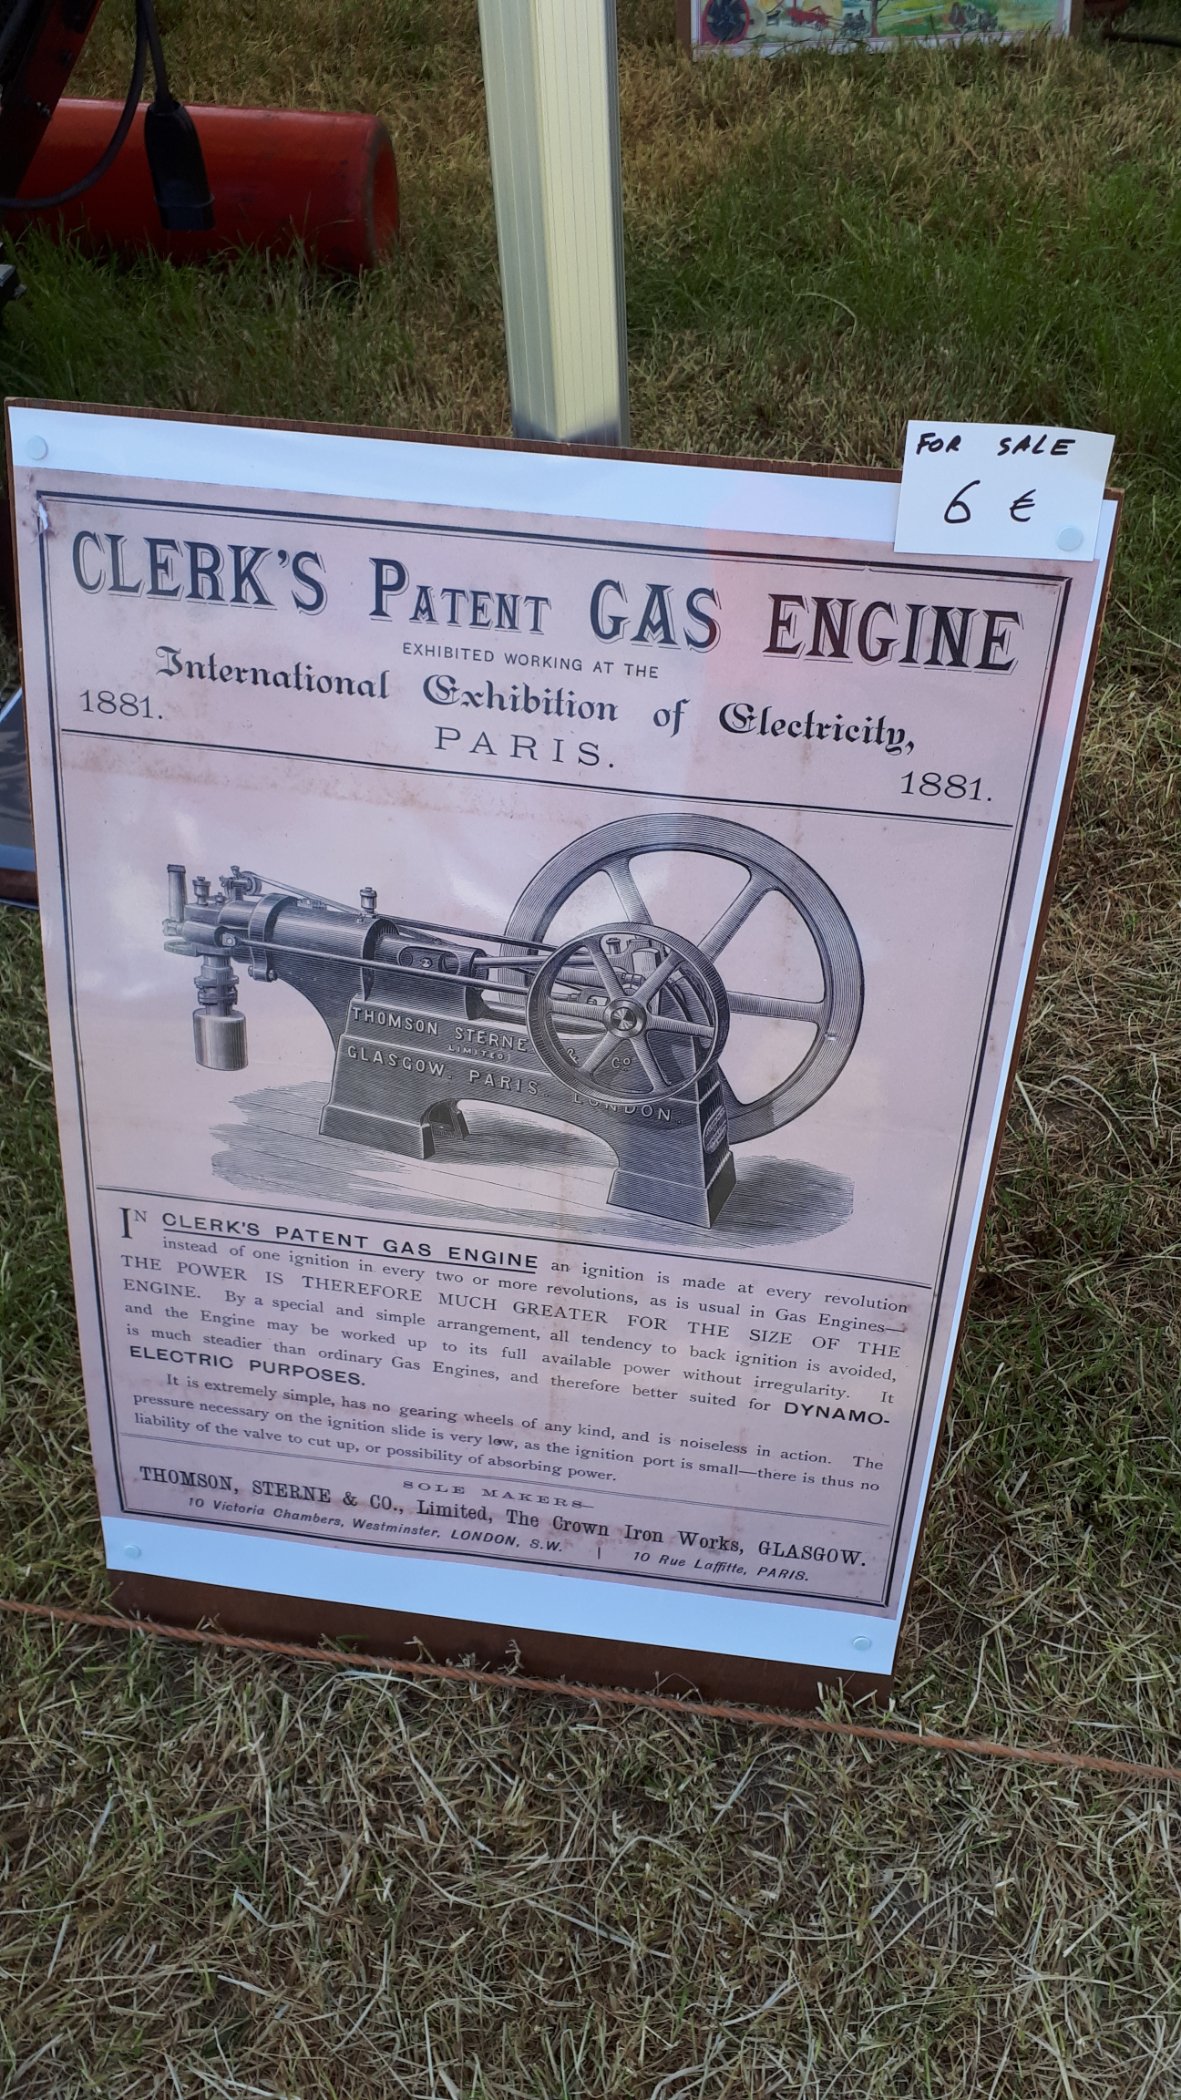 FOR SALE
6 €
CLERK'S PATENT GAS ENGINE
EXHIBITED WORKING AT THE
International Exhibition of Electricity,
1881.
PARIS.
1881.
THOMSON STERNE & Co
LIMITED
GLASGOW. PARIS. LONDON.
IN CLERK'S PATENT GAS ENGINE an ignition is made at every revolution
instead of one ignition in every two or more revolutions, as is usual in Gas Engines—
THE POWER IS THEREFORE MUCH GREATER FOR THE SIZE OF THE
ENGINE. By a special and simple arrangement, all tendency to back ignition is avoided,
and the Engine may be worked up to its full available power without irregularity. It
is much steadier than ordinary Gas Engines, and therefore better suited for DYNAMO-
ELECTRIC PURPOSES.
It is extremely simple, has no gearing wheels of any kind, and is noiseless in action. The
pressure necessary on the ignition slide is very low, as the ignition port is small—there is thus no
liability of the valve to cut up, or possibility of absorbing power.
SOLE MAKERS—
THOMSON, STERNE & CO., Limited, The Crown Iron Works, GLASGOW.
10 Victoria Chambers, Westminster, LONDON, S.W. | 10 Rue Laffitte, PARIS.